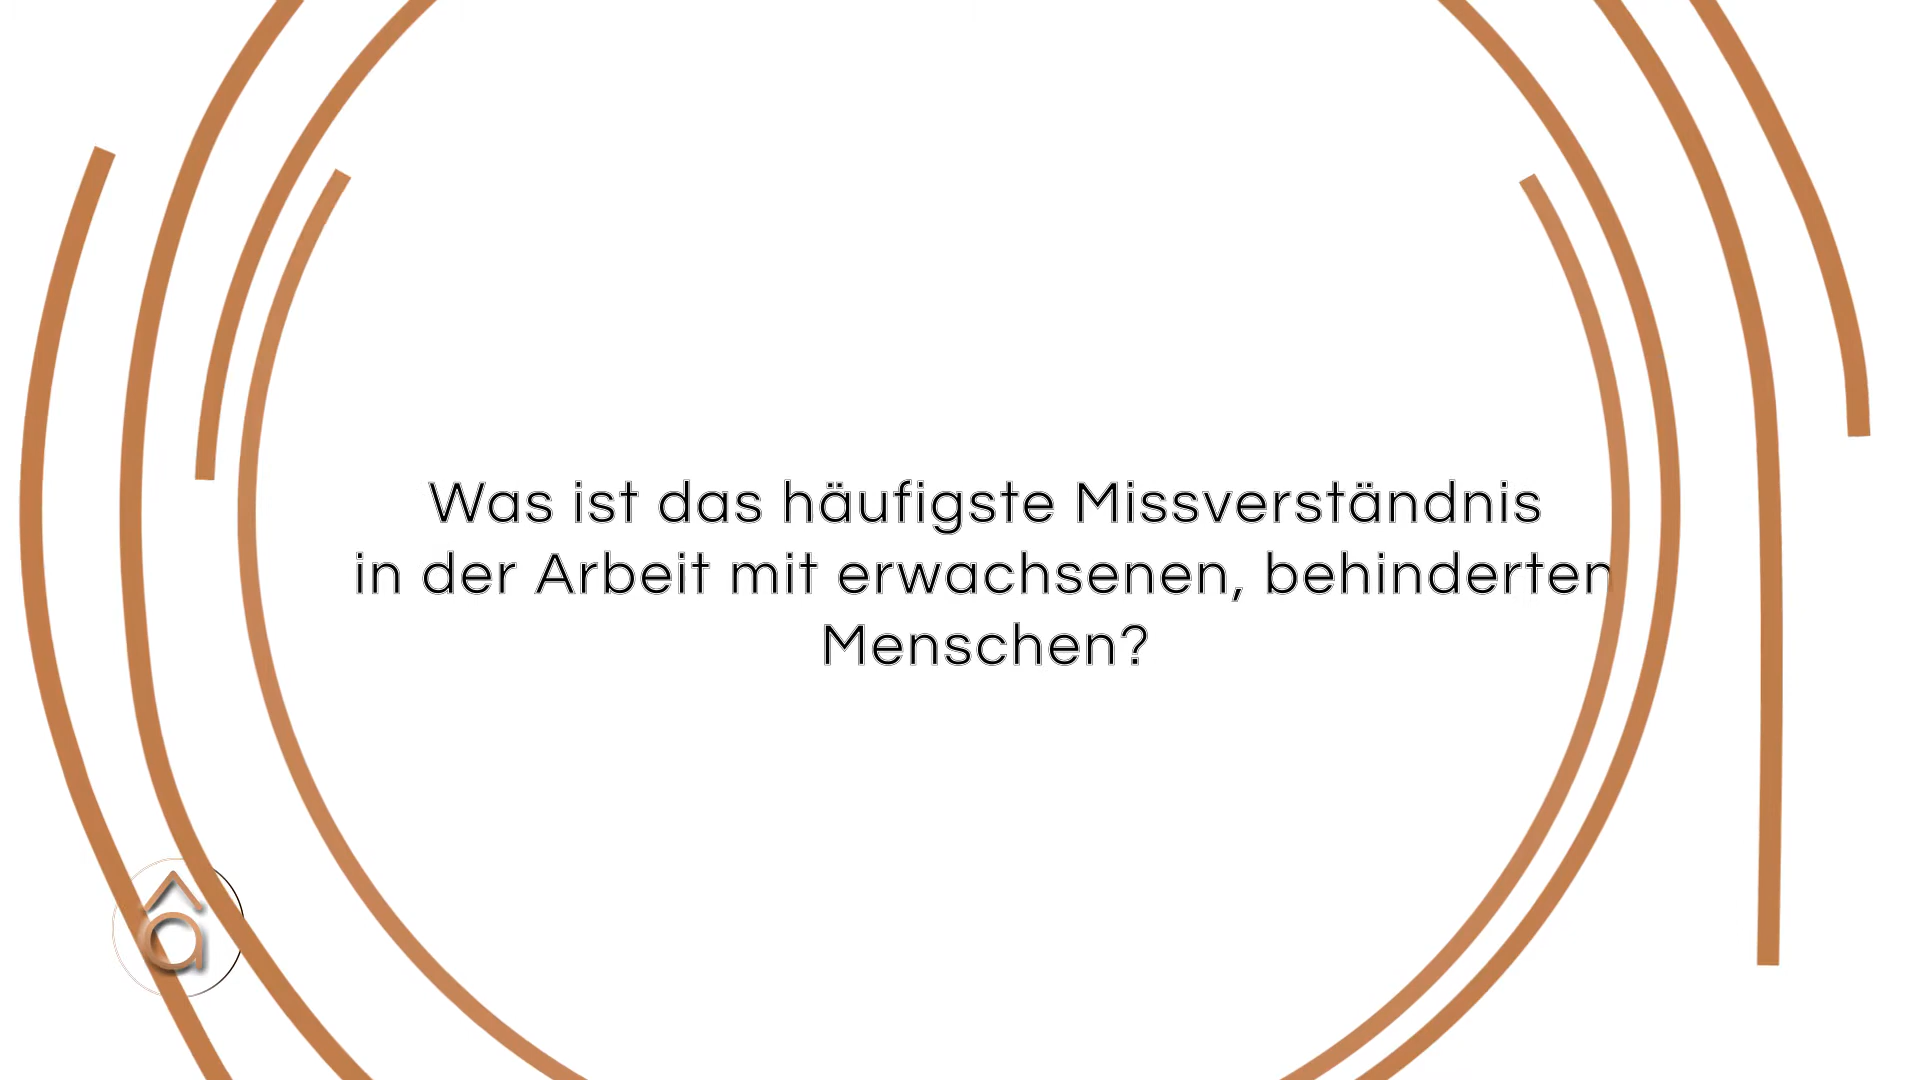 Was ist das häufigste Missverständnis
in der Arbeit mit erwachsenen, behinderten
Menschen?
â